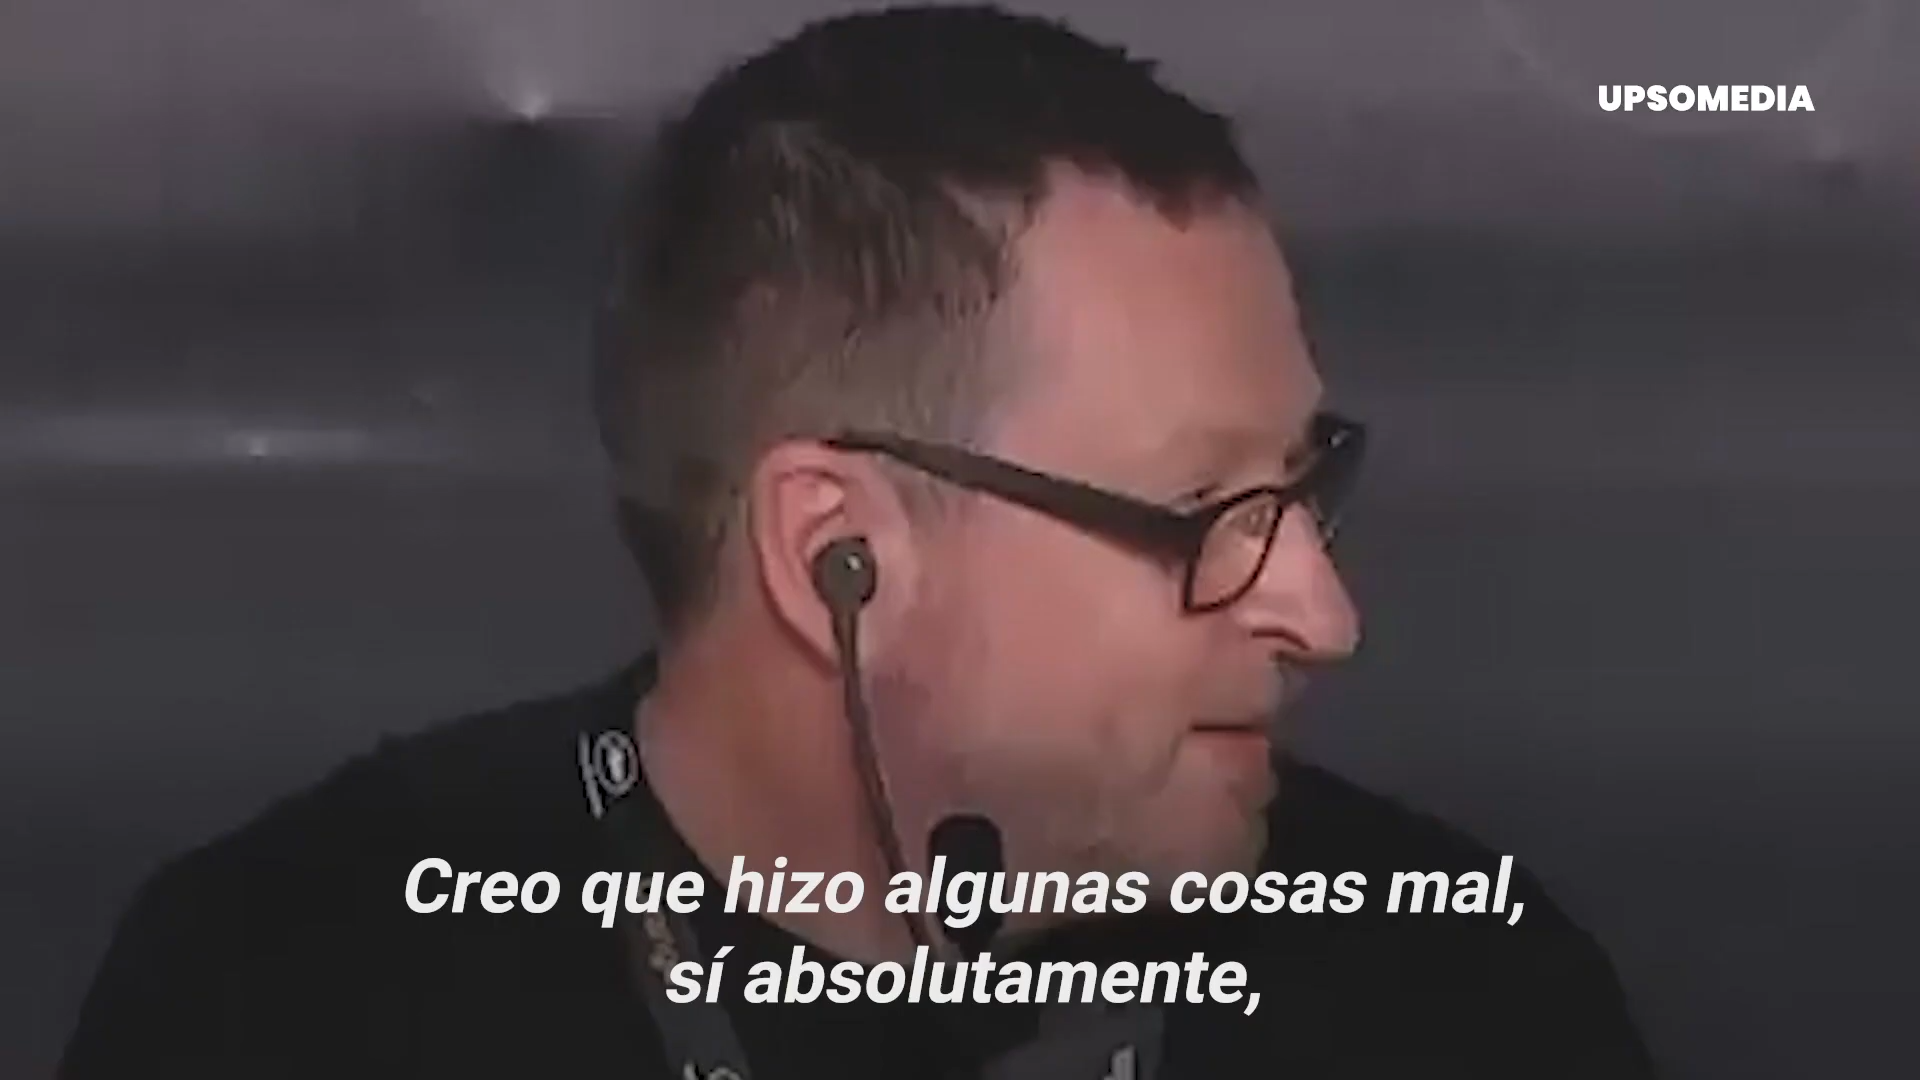 UPSOMEDIA
Creo que hizo algunas cosas mal,
sí absolutamente,